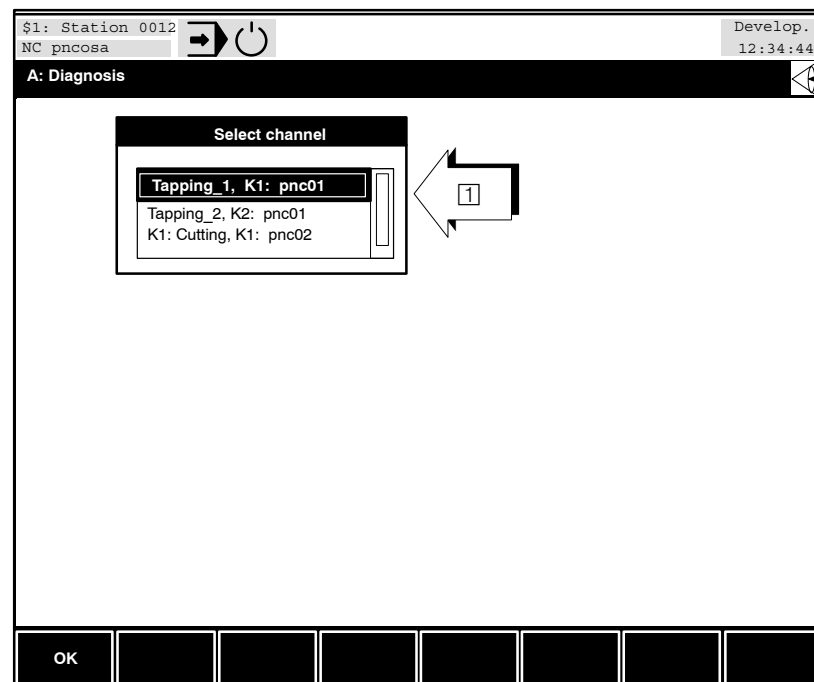 $1: Station 0012
NC pncosa
Develop.
12:34:44
A: Diagnosis
Select channel
Tapping_1, K1: pnc01
Tapping_2, K2: pnc01
K1: Cutting, K1: pnc02
1
OK